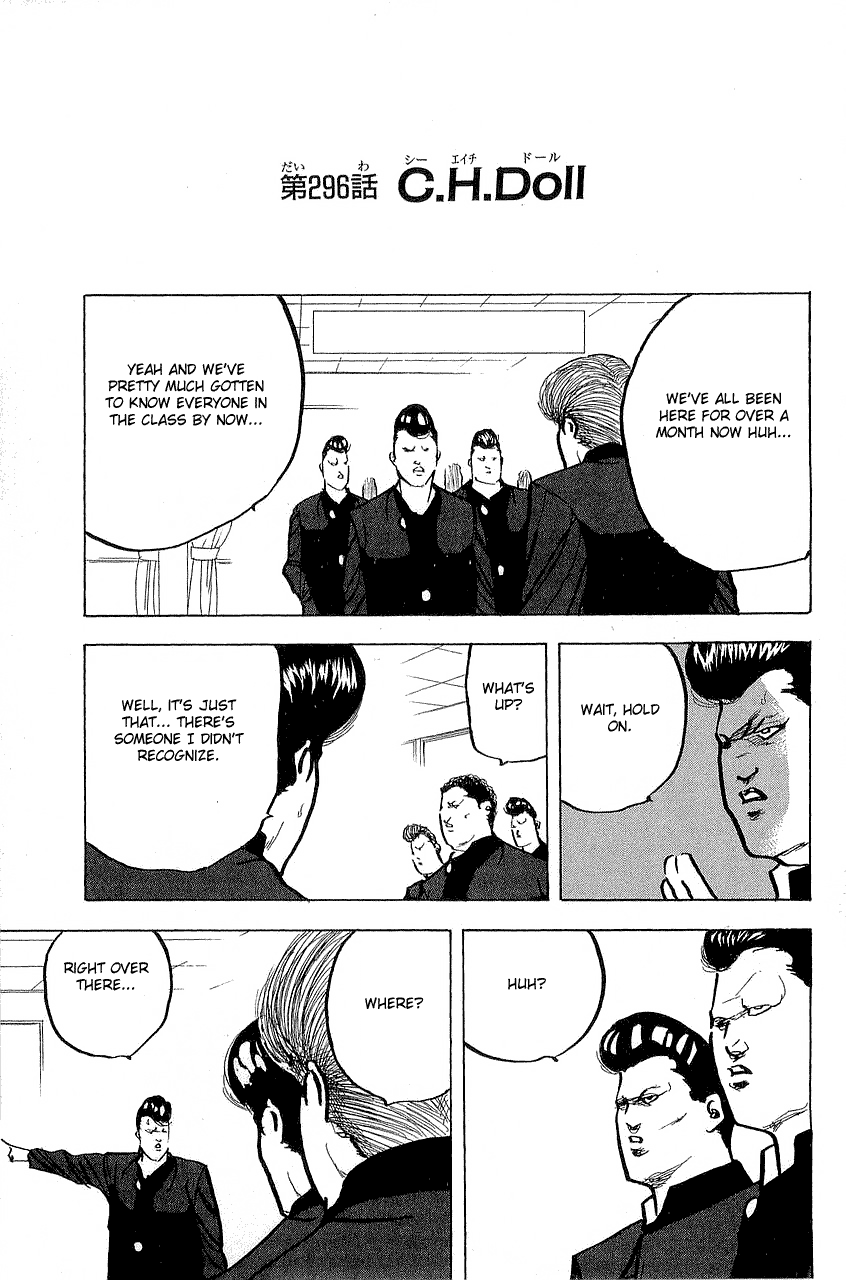 第296話 C.H.Doll
だい わ シー エイチ ドール
WE'VE ALL BEEN
HERE FOR OVER A
MONTH NOW HUH...
YEAH AND WE'VE
PRETTY MUCH GOTTEN
TO KNOW EVERYONE IN
THE CLASS BY NOW...
WAIT, HOLD
ON.
WHAT'S
UP?
WELL, IT'S JUST
THAT... THERE'S
SOMEONE I DIDN'T
RECOGNIZE.
HUH?
WHERE?
RIGHT OVER
THERE...